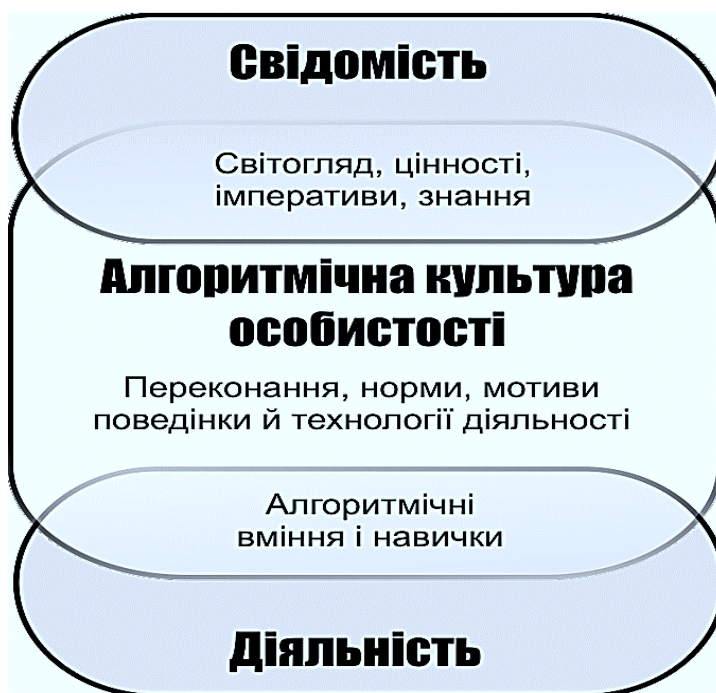 Свідомість
Світогляд, цінності,
імперативи, знання
Алгоритмічна культура
особистості
Переконання, норми, мотиви
поведінки й технології діяльності
Алгоритмічні
вміння і навички
Діяльність